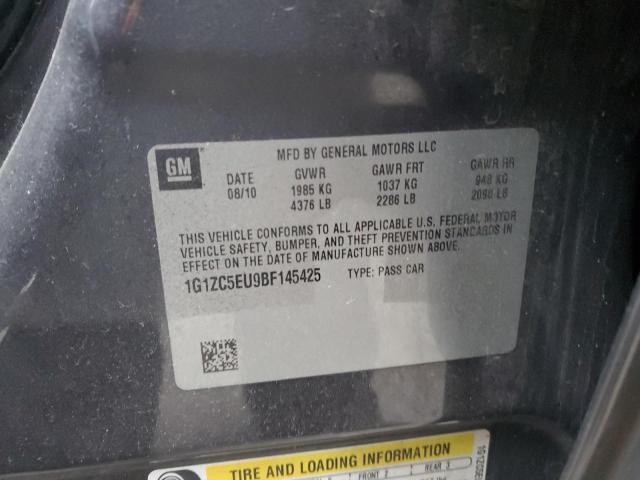 GM
MFD BY GENERAL MOTORS LLC
DATE GVWR GAWR FRT GAWR RR
08/10 1985 KG 1037 KG 948 KG
4376 LB 2286 LB 2090 LB
THIS VEHICLE CONFORMS TO ALL APPLICABLE U.S. FEDERAL MOTOR
VEHICLE SAFETY, BUMPER, AND THEFT PREVENTION STANDARDS IN
EFFECT ON THE DATE OF MANUFACTURE SHOWN ABOVE.
1G1ZC5EU9BF145425 TYPE: PASS CAR
TIRE AND LOADING INFORMATION
FRONT 2 REAR 3